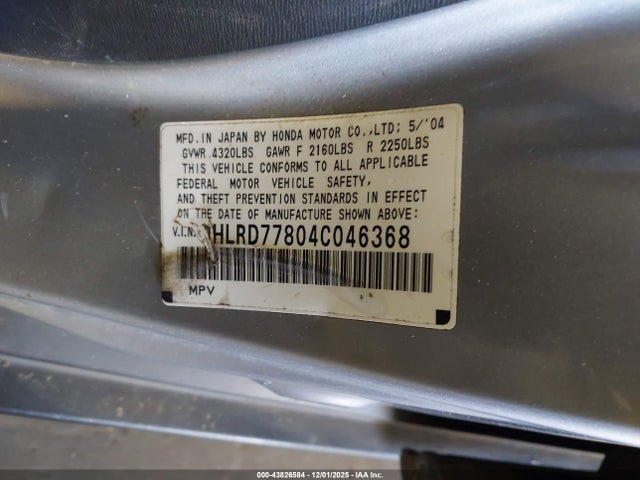 MFD.IN JAPAN BY HONDA MOTOR CO.,LTD; 5/'04
GVWR 4320LBS GAWR F 2160LBS R 2250LBS
THIS VEHICLE CONFORMS TO ALL APPLICABLE
FEDERAL MOTOR VEHICLE SAFETY,
AND THEFT PREVENTION STANDARDS IN EFFECT
ON THE DATE OF MANUFACTURE SHOWN ABOVE:
V.I.N. HLRD77804C046368
MPV
000-43826584 - 12/01/2025 - IAA Inc.